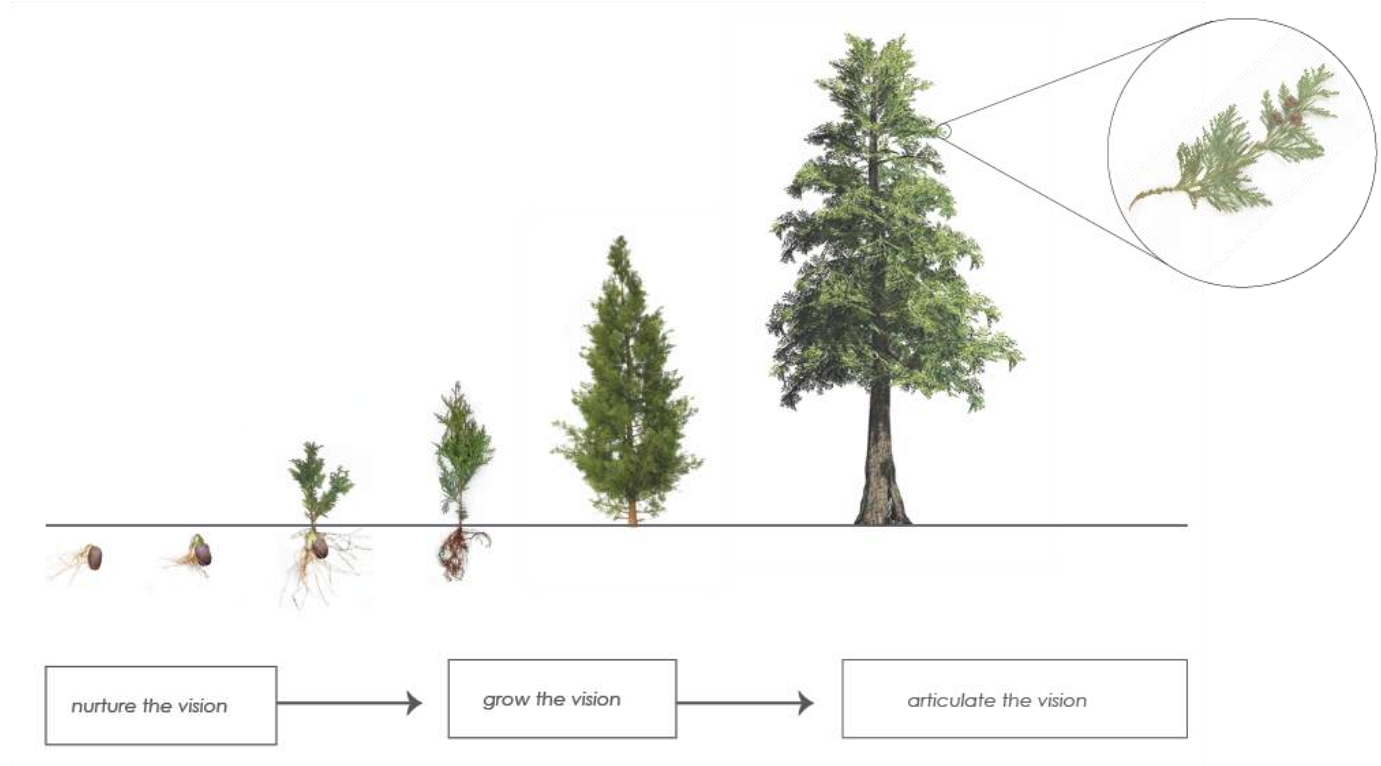 nurture the vision
grow the vision
articulate the vision